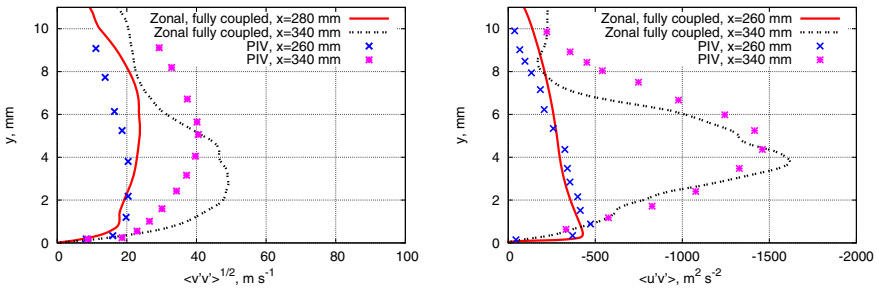 Zonal, fully coupled, x=280 mm
Zonal fully coupled, x=340 mm
PIV, x=260 mm
PIV, x=340 mm
y, mm
0
2
4
6
8
10
0
20
40
60
80
100
<v'v'>^1/2, m s^-1
Zonal fully coupled, x=260 mm
Zonal fully coupled, x=340 mm
PIV, x=260 mm
PIV, x=340 mm
y, mm
0
2
4
6
8
10
0
-500
-1000
-1500
-2000
<u'v'>, m^2 s^-2